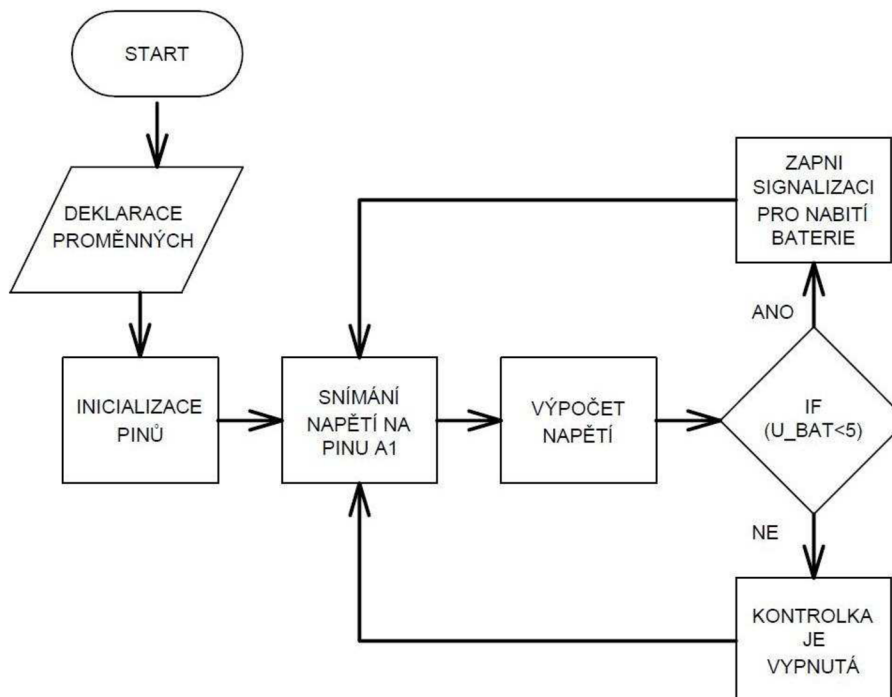 START
DEKLARACE
PROMĚNNÝCH
INICIALIZACE
PINŮ
SNÍMÁNÍ
NAPĚTÍ NA
PINU A1
VÝPOČET
NAPĚTÍ
IF
(U_BAT<5)
ANO
ZAPNI
SIGNALIZACI
PRO NABITÍ
BATERIE
NE
KONTROLKA
JE
VYPNUTÁ